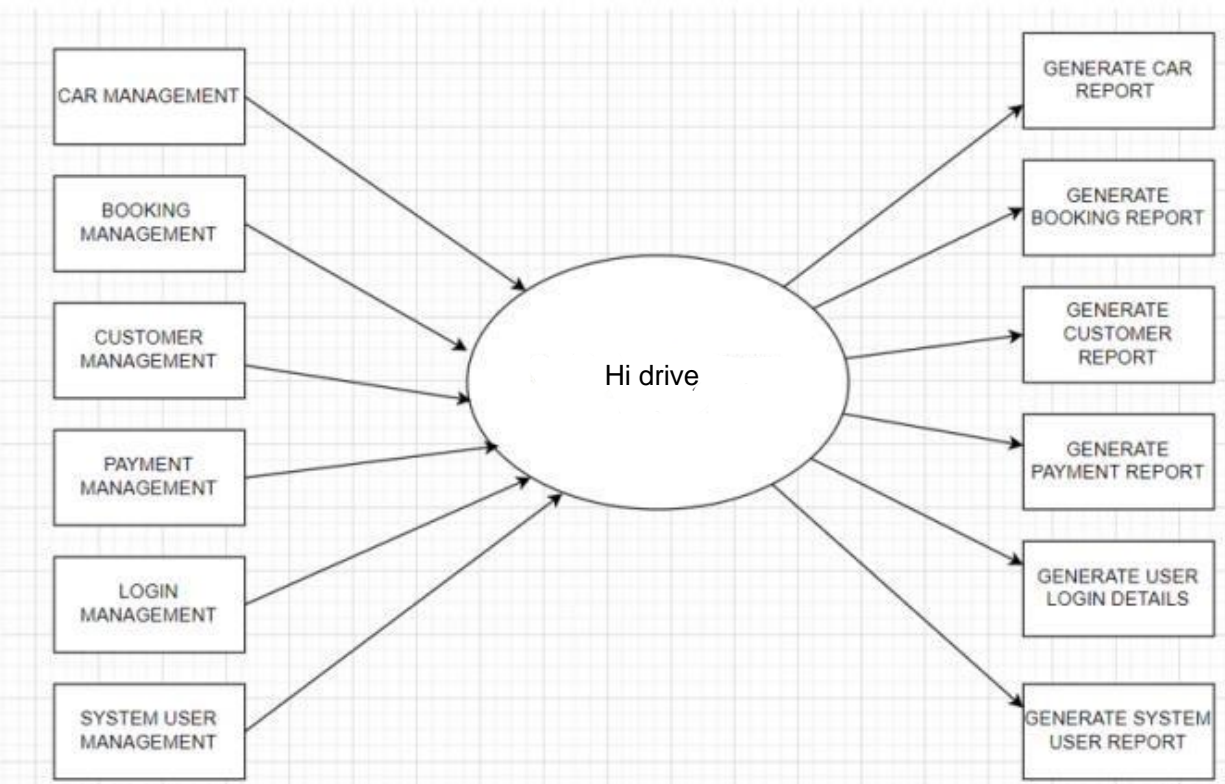 CAR MANAGEMENT
BOOKING
MANAGEMENT
CUSTOMER
MANAGEMENT
PAYMENT
MANAGEMENT
LOGIN
MANAGEMENT
SYSTEM USER
MANAGEMENT
Hi drive
GENERATE CAR
REPORT
GENERATE
BOOKING REPORT
GENERATE
CUSTOMER
REPORT
GENERATE
PAYMENT REPORT
GENERATE USER
LOGIN DETAILS
GENERATE SYSTEM
USER REPORT